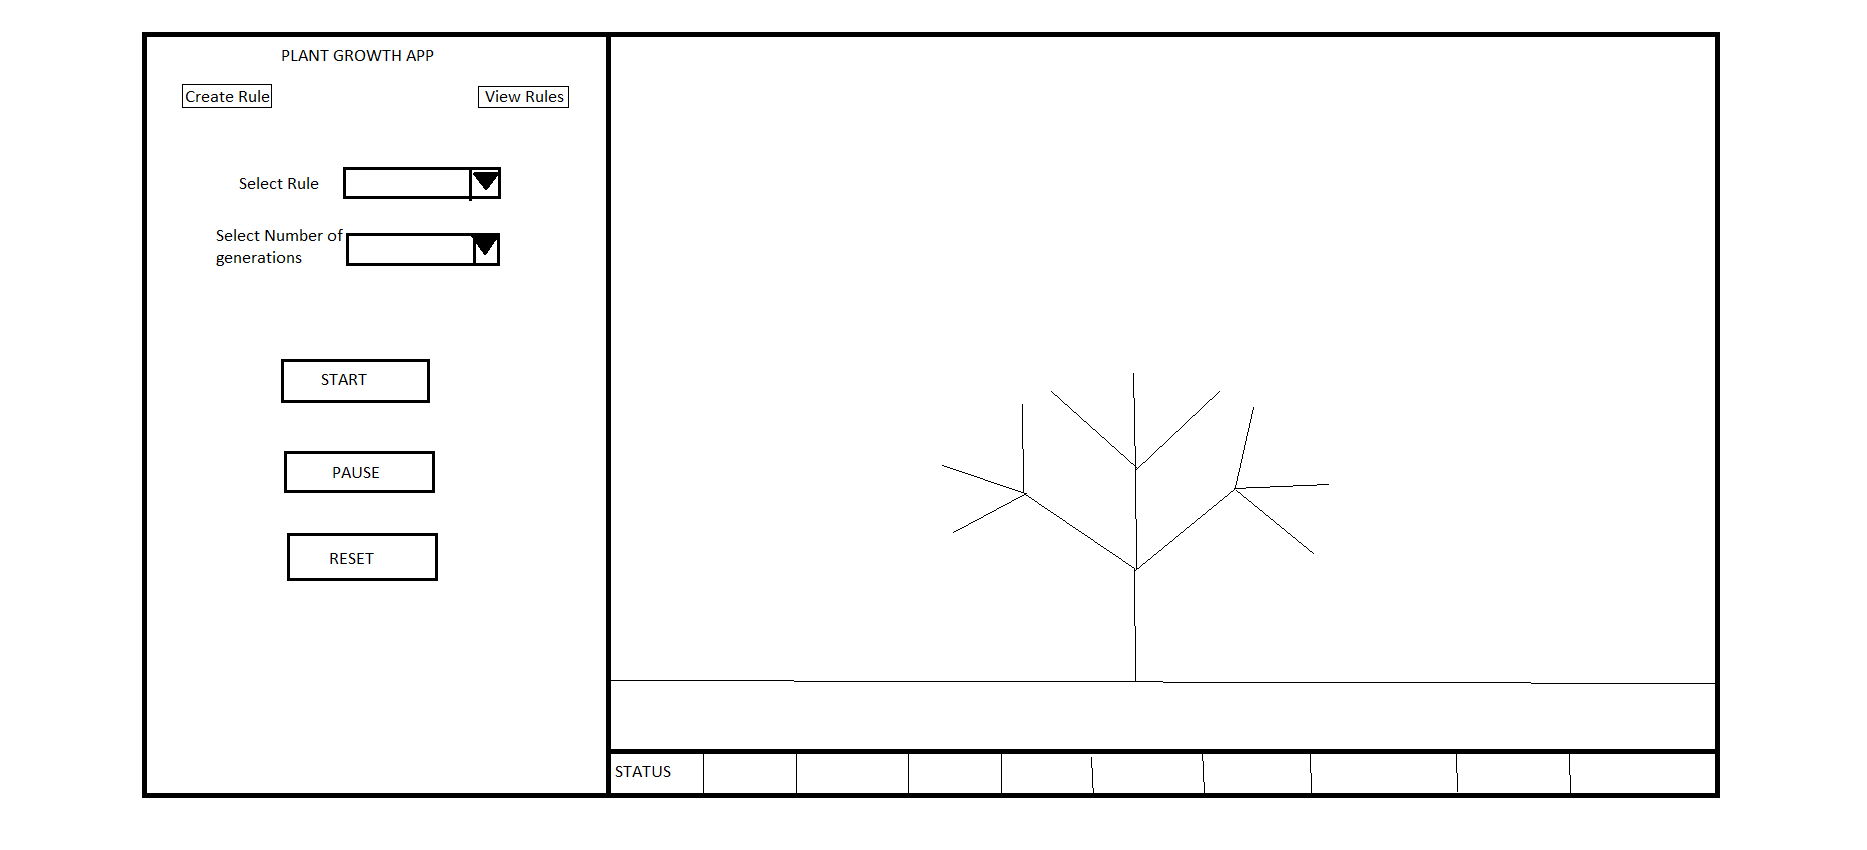 PLANT GROWTH APP
Create Rule
View Rules
Select Rule
Select Number of
generations
START
PAUSE
RESET
STATUS